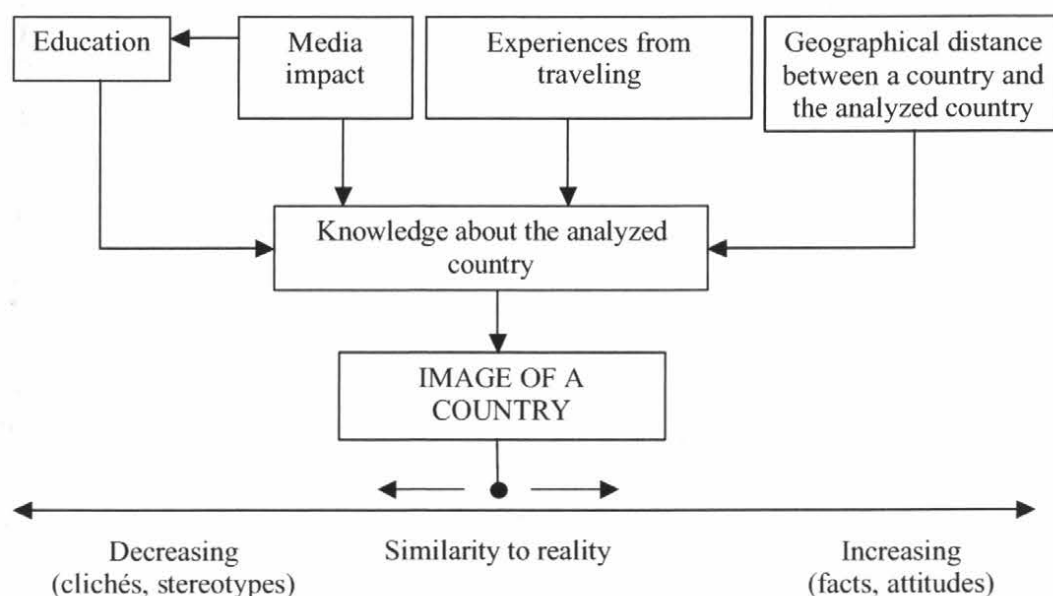 Education
Media
impact
Experiences from
traveling
Geographical distance
between a country and
the analyzed country
Knowledge about the analyzed
country
IMAGE OF A
COUNTRY
Decreasing
(clichés, stereotypes)
Similarity to reality
Increasing
(facts, attitudes)